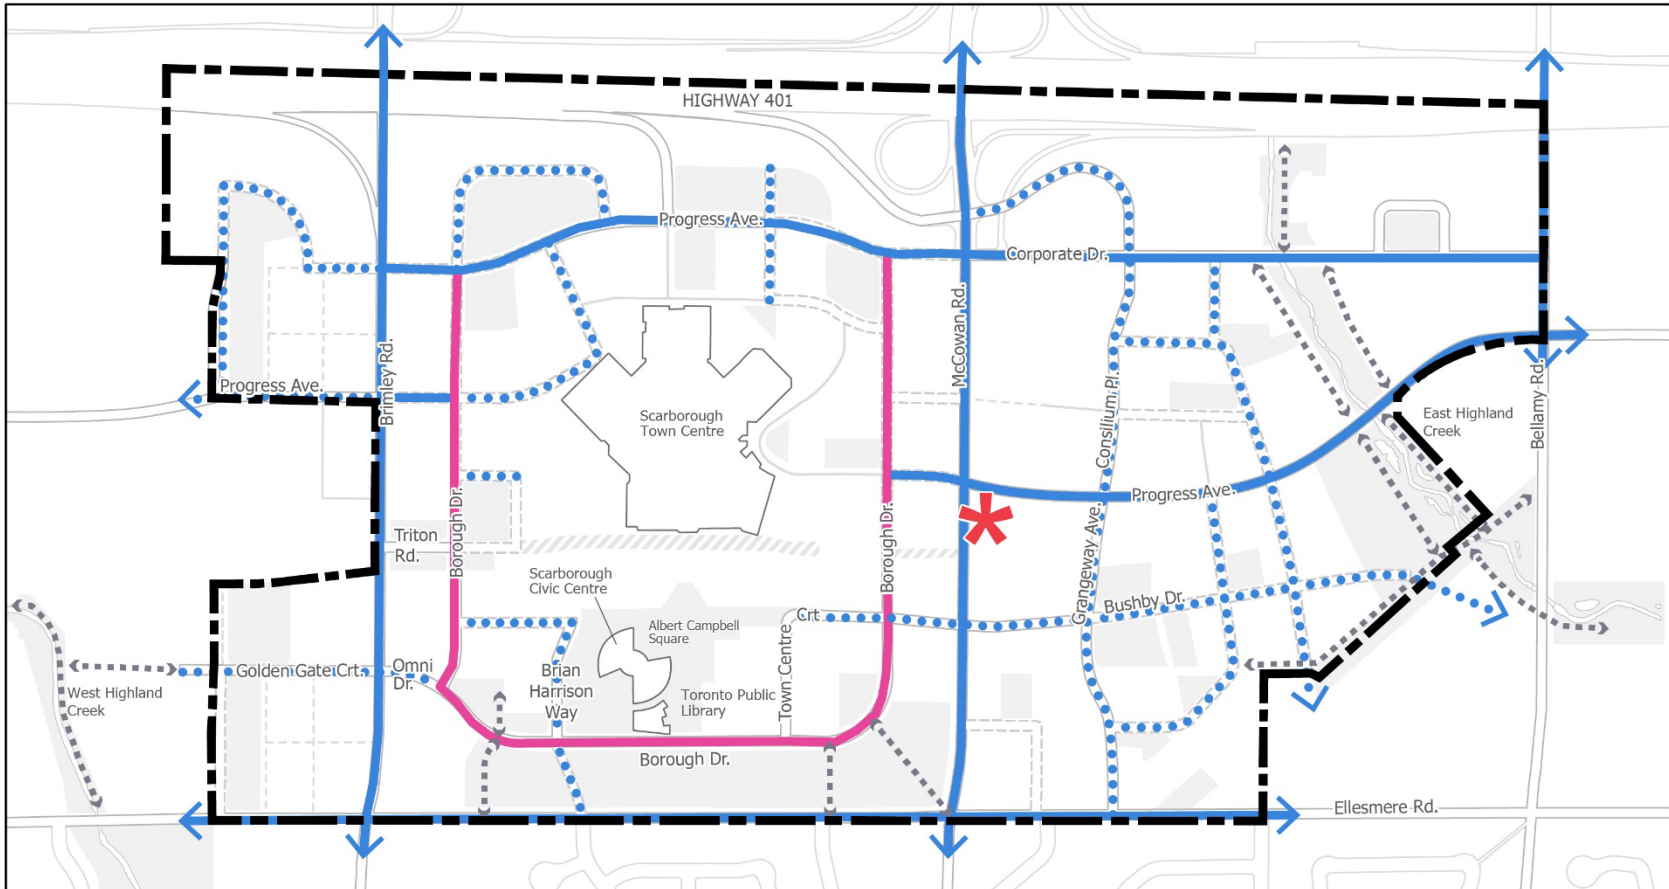 HIGHWAY 401
Progress Ave.
Corporate Dr.
McCowan Rd.
Brimley Rd.
Progress Ave.
Scarborough
Town Centre
Consilium Pl.
East Highland
Creek
Bellamy Rd.
Progress Ave.
Borough Dr.
Borough Dr.
Triton
Rd.
Grangeway Ave.
Scarborough
Civic Centre
Bushby Dr.
Crt
Town Centre
Albert Campbell
Square
Golden Gate Crt.
Omni
Dr.
Brian
Harrison
Way
West Highland
Creek
Toronto Public
Library
Borough Dr.
Ellesmere Rd.